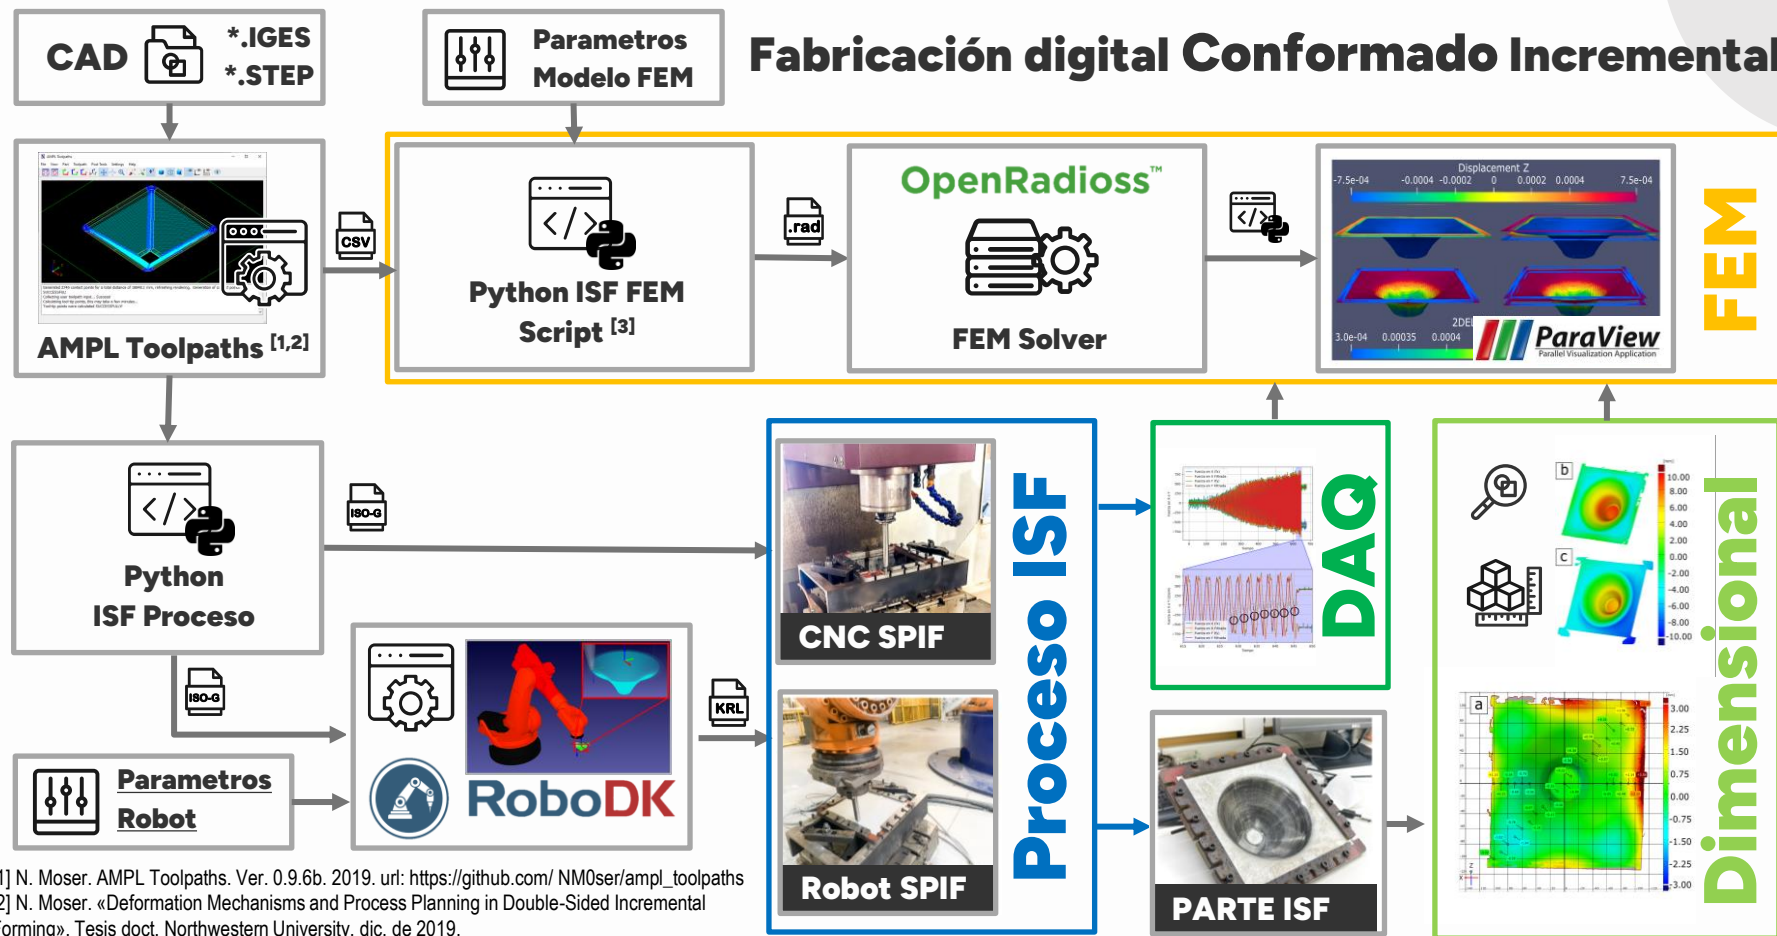 Fabricación digital Conformado Incremental
CAD
*.IGES
*.STEP
Parametros
Modelo FEM
AMPL Toolpaths [1,2]
CSV
Python ISF FEM
Script [3]
.rad
OpenRadioss™
FEM Solver
Displacement Z
-7.5e-04 -0.0004 -0.0002 0 0.0002 0.0004 7.5e-04
3.0e-04 0.00035 0.0004
ParaView
Parallel Visualization Application
FEM
Python
ISF Proceso
ISO-G
ISO-G
Parametros
Robot
RoboDK
KRL
CNC SPIF
Robot SPIF
Proceso ISF
DAQ
PARTE ISF
b
c
10.00
8.00
6.00
4.00
2.00
0.00
-2.00
-4.00
-6.00
-8.00
-10.00
a
3.00
2.25
1.50
0.75
0.00
-0.75
-1.50
-2.25
-3.00
Dimensional
1] N. Moser. AMPL Toolpaths. Ver. 0.9.6b. 2019. url: https://github.com/ NM0ser/ampl_toolpaths
2] N. Moser. «Deformation Mechanisms and Process Planning in Double-Sided Incremental
Forming». Tesis doct. Northwestern University, dic. de 2019.